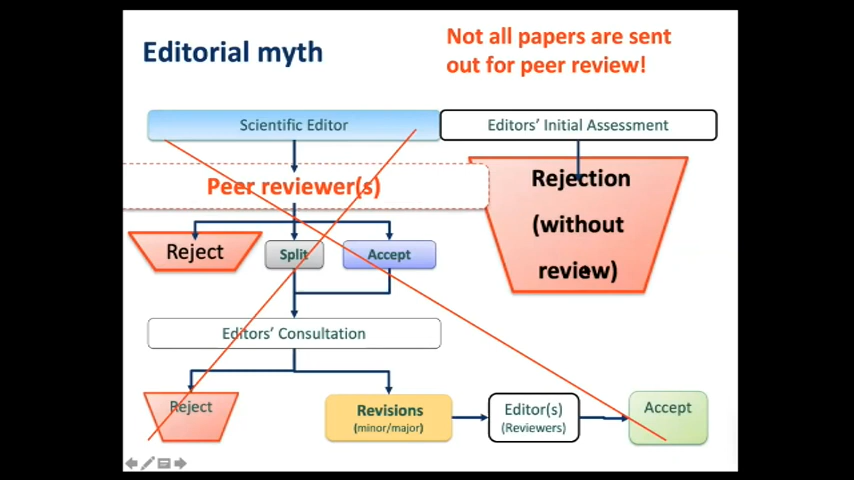 Editorial myth
Not all papers are sent
out for peer review!
Scientific Editor
Editors' Initial Assessment
Peer reviewer(s)
Rejection
(without
review)
Reject
Split
Accept
Editors' Consultation
Reject
Revisions
(minor/major)
Editor(s)
(Reviewers)
Accept